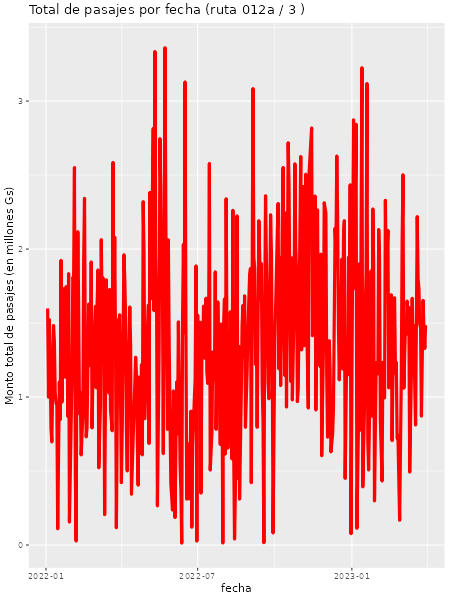 Total de pasajes por fecha (ruta 012a / 3 )
Monto total de pasajes (en millones Gs)
3
2
1
0
2022-01
2022-07
2023-01
fecha